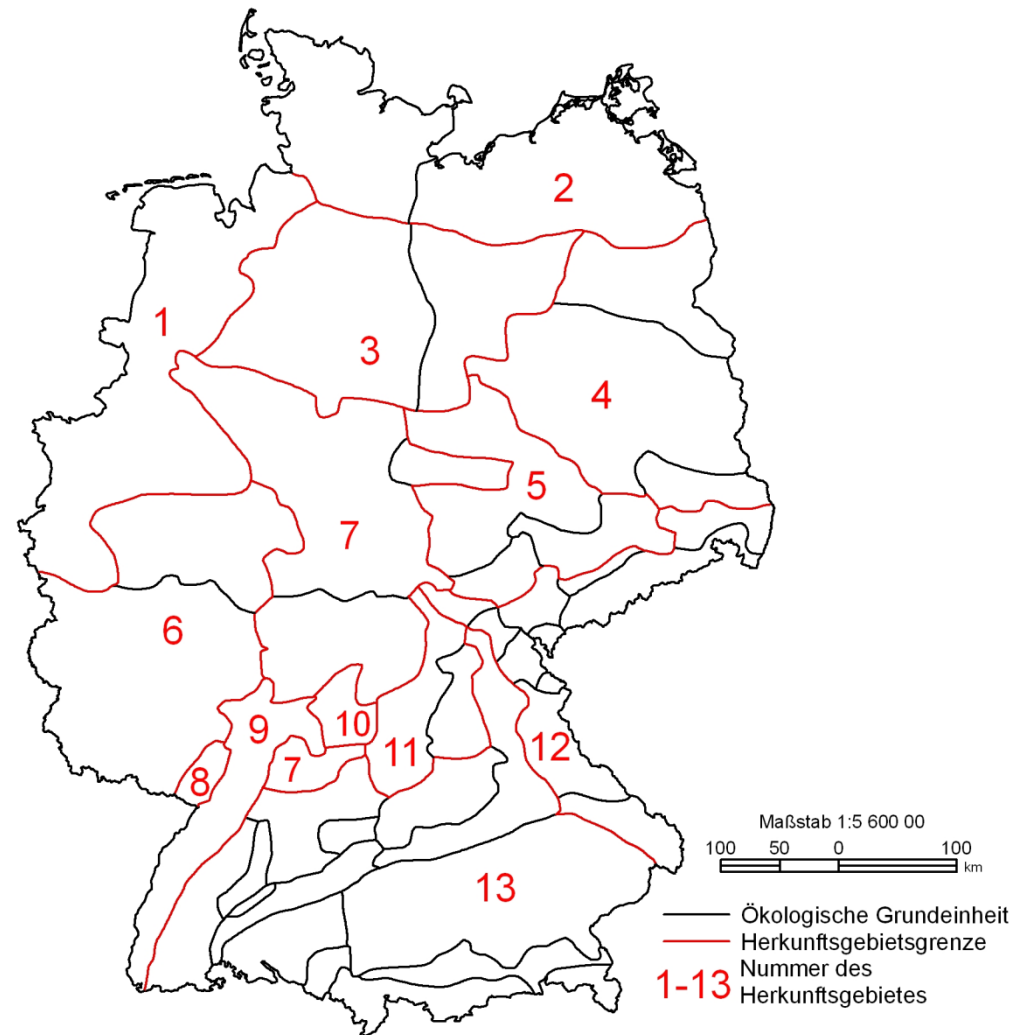 2
1
3
4
5
7
6
10
9
11
12
7
8
13
Maßstab 1:5 600 00
100 50 0 100
km
Ökologische Grundeinheit
Herkunftsgebietsgrenze
1-13 Nummer des
Herkunftsgebietes